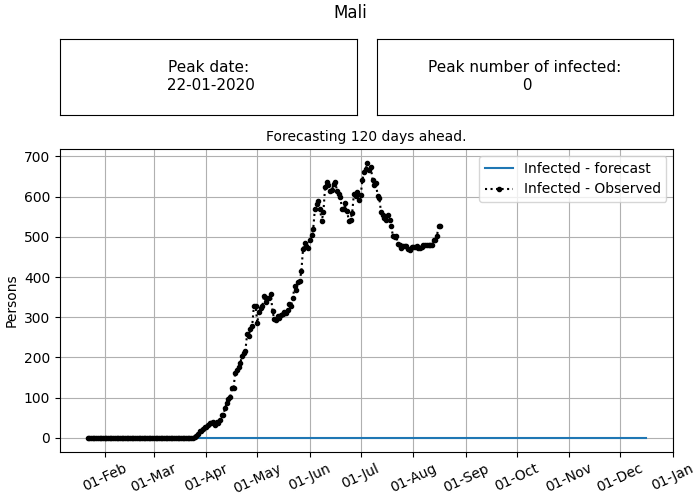 Mali
Peak date:
22-01-2020
Peak number of infected:
0
Forecasting 120 days ahead.
Infected - forecast
Infected - Observed
Persons
700
600
500
400
300
200
100
0
01-Feb
01-Mar
01-Apr
01-May
01-Jun
01-Jul
01-Aug
01-Sep
01-Oct
01-Nov
01-Dec
01-Jan